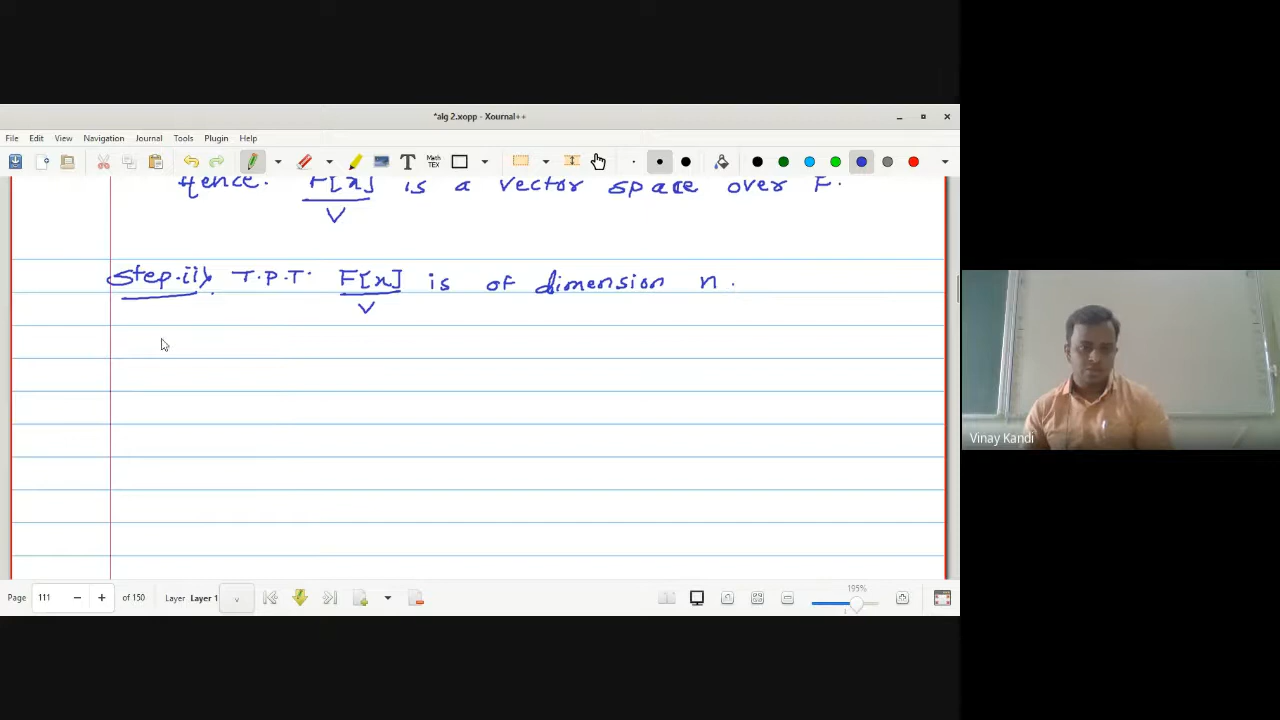 *alg 2.xopp - Xournal++
File Edit View Navigation Journal Tools Plugin Help
Hence. F[x] is a vector space over F.
V
Step.ii) T.P.T. F[x] is of dimension n.
V
Vinay Kandi
Page 111 of 150 Layer Layer 1 195%